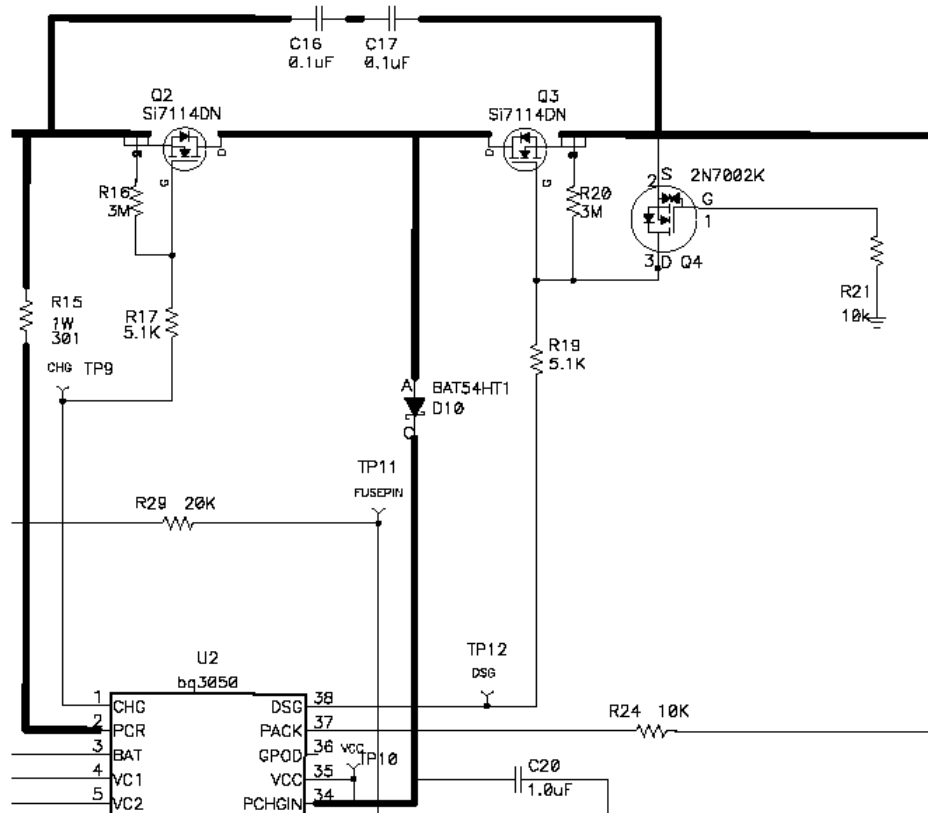 C16
0.1uF
C17
0.1uF
Q2
Si7114DN
Q3
Si7114DN
S
D
D
S
G
G
R16
3M
R20
3M
2
S
2N7002K
G
1
3
D
Q4
R15
1W
301
R17
5.1K
R21
10k
CHG TP9
R19
5.1K
A
BAT54HT1
D10
C
TP11
FUSEPIN
R29 20K
TP12
DSG
U2
bq3050
1
CHG
DSG
38
2
PCR
PACK
37
R24 10K
3
BAT
GPOD
36
VCC
TP10
4
VC1
VCC
35
C20
1.0uF
5
VC2
PCHGIN
34